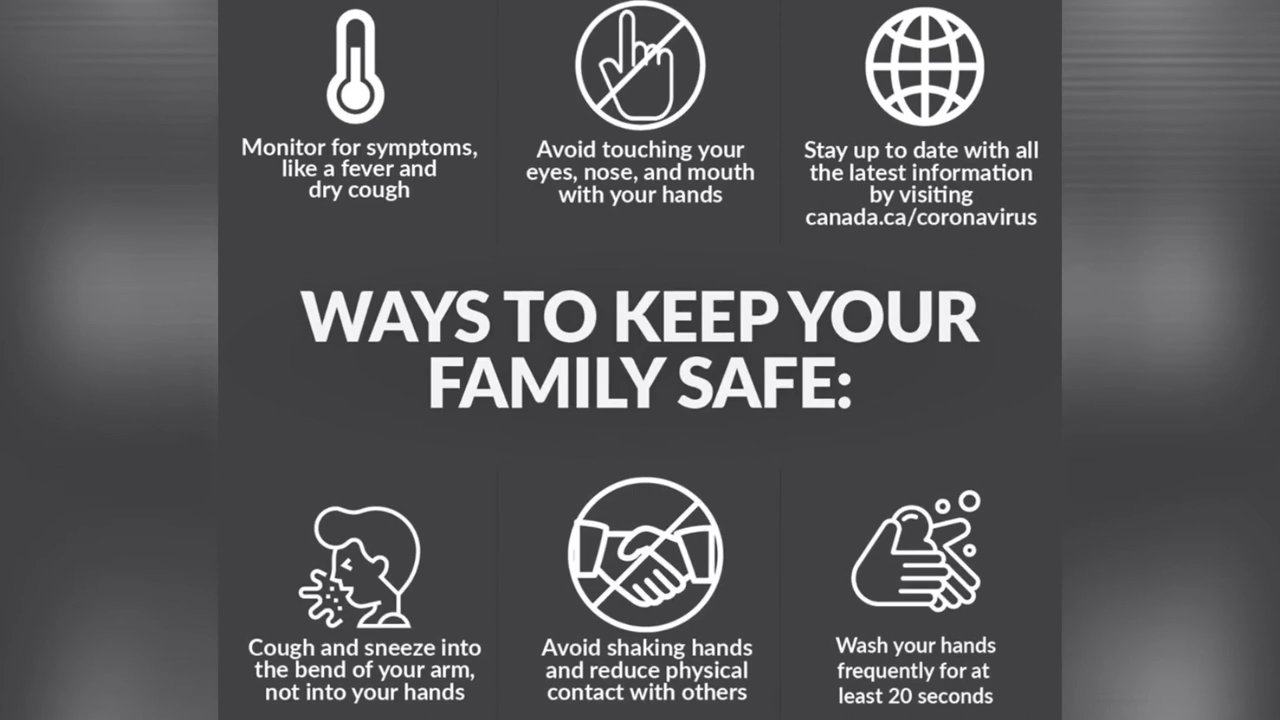 Monitor for symptoms,
like a fever and
dry cough
Avoid touching your
eyes, nose, and mouth
with your hands
Stay up to date with all
the latest information
by visiting
canada.ca/coronavirus
WAYS TO KEEP YOUR
FAMILY SAFE:
Cough and sneeze into
the bend of your arm,
not into your hands
Avoid shaking hands
and reduce physical
contact with others
Wash your hands
frequently for at
least 20 seconds